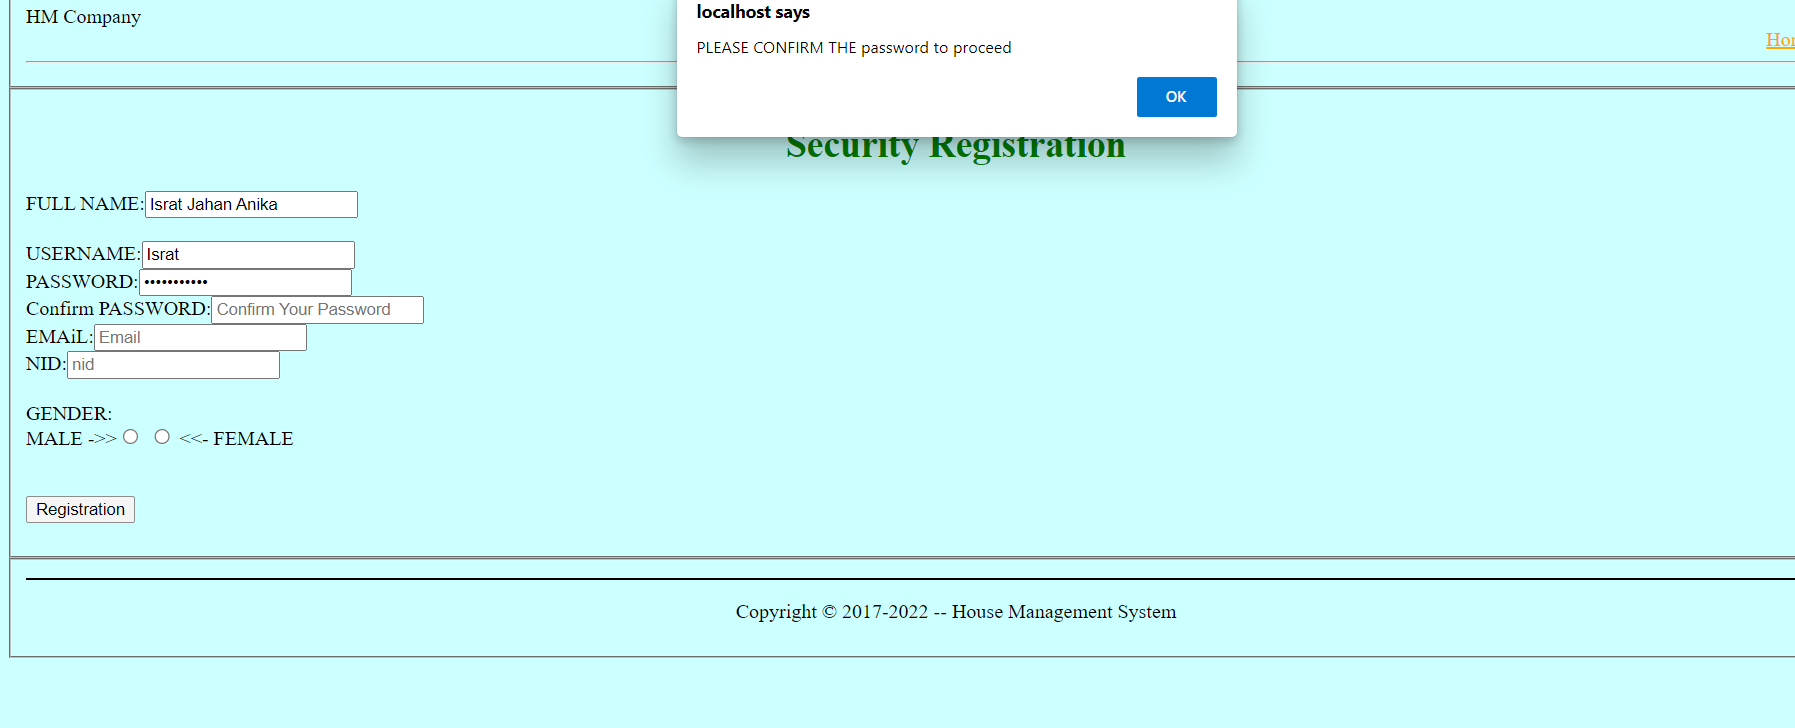 HM Company
localhost says
PLEASE CONFIRM THE password to proceed
OK
Security Registration
FULL NAME: Israt Jahan Anika
USERNAME: Israt
PASSWORD: •••••••••••
Confirm PASSWORD: Confirm Your Password
EMAiL: Email
NID: nid
GENDER:
MALE ->> <<- FEMALE
Registration
Copyright © 2017-2022 -- House Management System